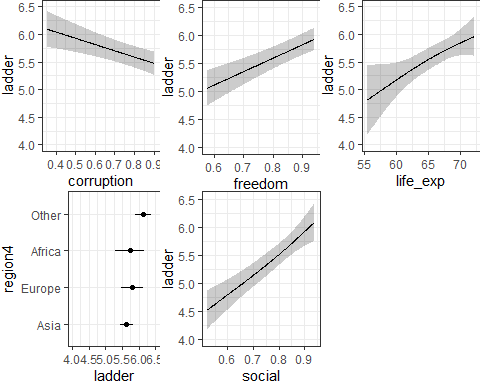 ladder
6.5
6.0
5.5
5.0
4.5
4.0
0.4 0.5 0.6 0.7 0.8 0.9
corruption
ladder
6.5
6.0
5.5
5.0
4.5
4.0
0.6 0.7 0.8 0.9
freedom
ladder
6.5
6.0
5.5
5.0
4.5
4.0
55 60 65 70
life_exp
region4
Other
Africa
Europe
Asia
4.04.55.05.56.06.5
ladder
ladder
6.5
6.0
5.5
5.0
4.5
4.0
0.6 0.7 0.8 0.9
social